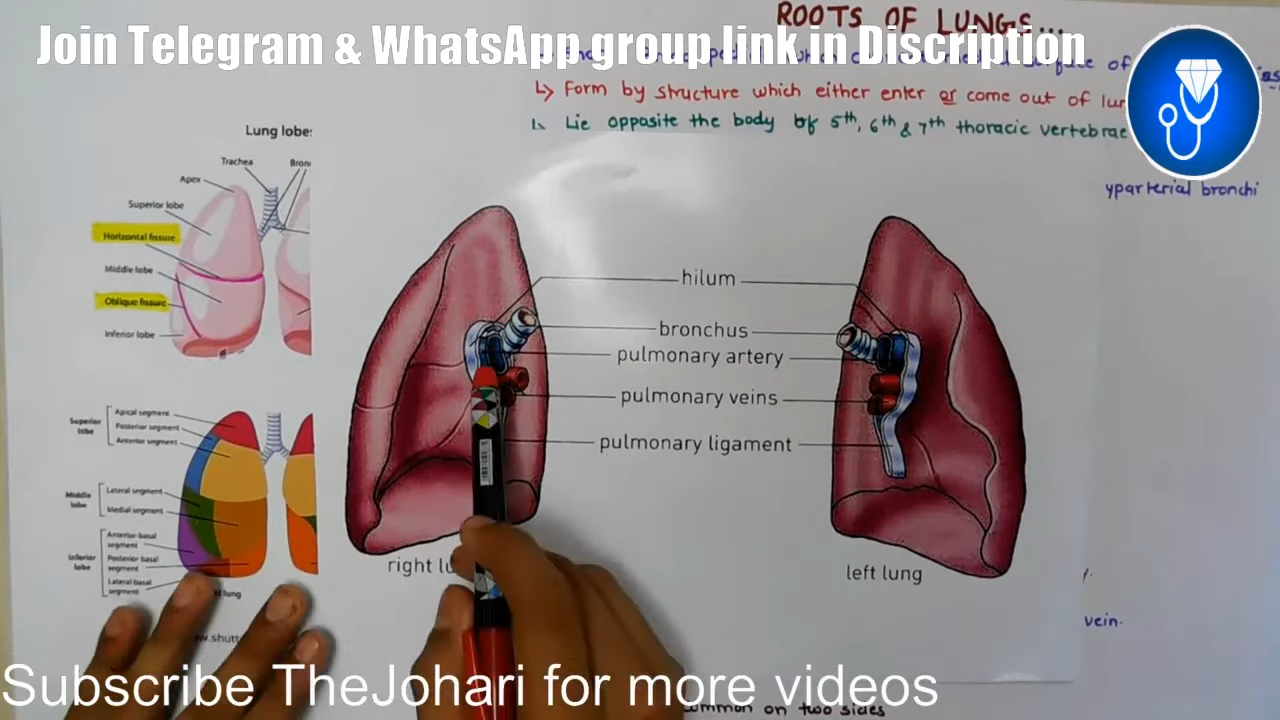 ROOTS OF LUNGS...
Join Telegram & WhatsApp group link in Discription
↳ Form by structure which either enter or come out of
Lie opposite the body of 5th, 6th & 7th thoracic vertebrae
yparterial bronchi
Lung lobes
Trachea
Bron
Apex
Superior lobe
Horizontal fissure
Middle lobe
Oblique fissure
Inferior lobe
hilum
bronchus
pulmonary artery
pulmonary veins
pulmonary ligament
right lu
left lung
Superior lobe
Apical segment
Posterior segment
Anterior segment
Middle lobe
Lateral segment
Medial segment
Inferior lobe
Anterior basal segment
Posterior basal segment
Lateral basal segment
lung
vein.
w.shutt
Subscribe TheJohari for more videos
ommon on two sides